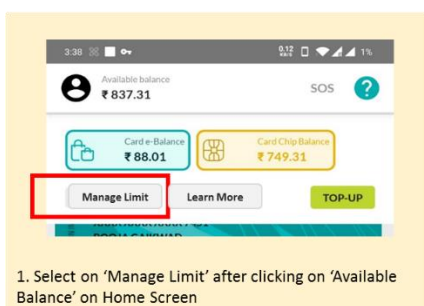 3:38 0.12 KB/S 1%
Available balance
₹ 837.31 SOS ?
Card e-Balance Card Chip Balance
₹ 88.01 ₹ 749.31
Manage Limit Learn More TOP-UP
1. Select on ‘Manage Limit’ after clicking on ‘Available
Balance’ on Home Screen